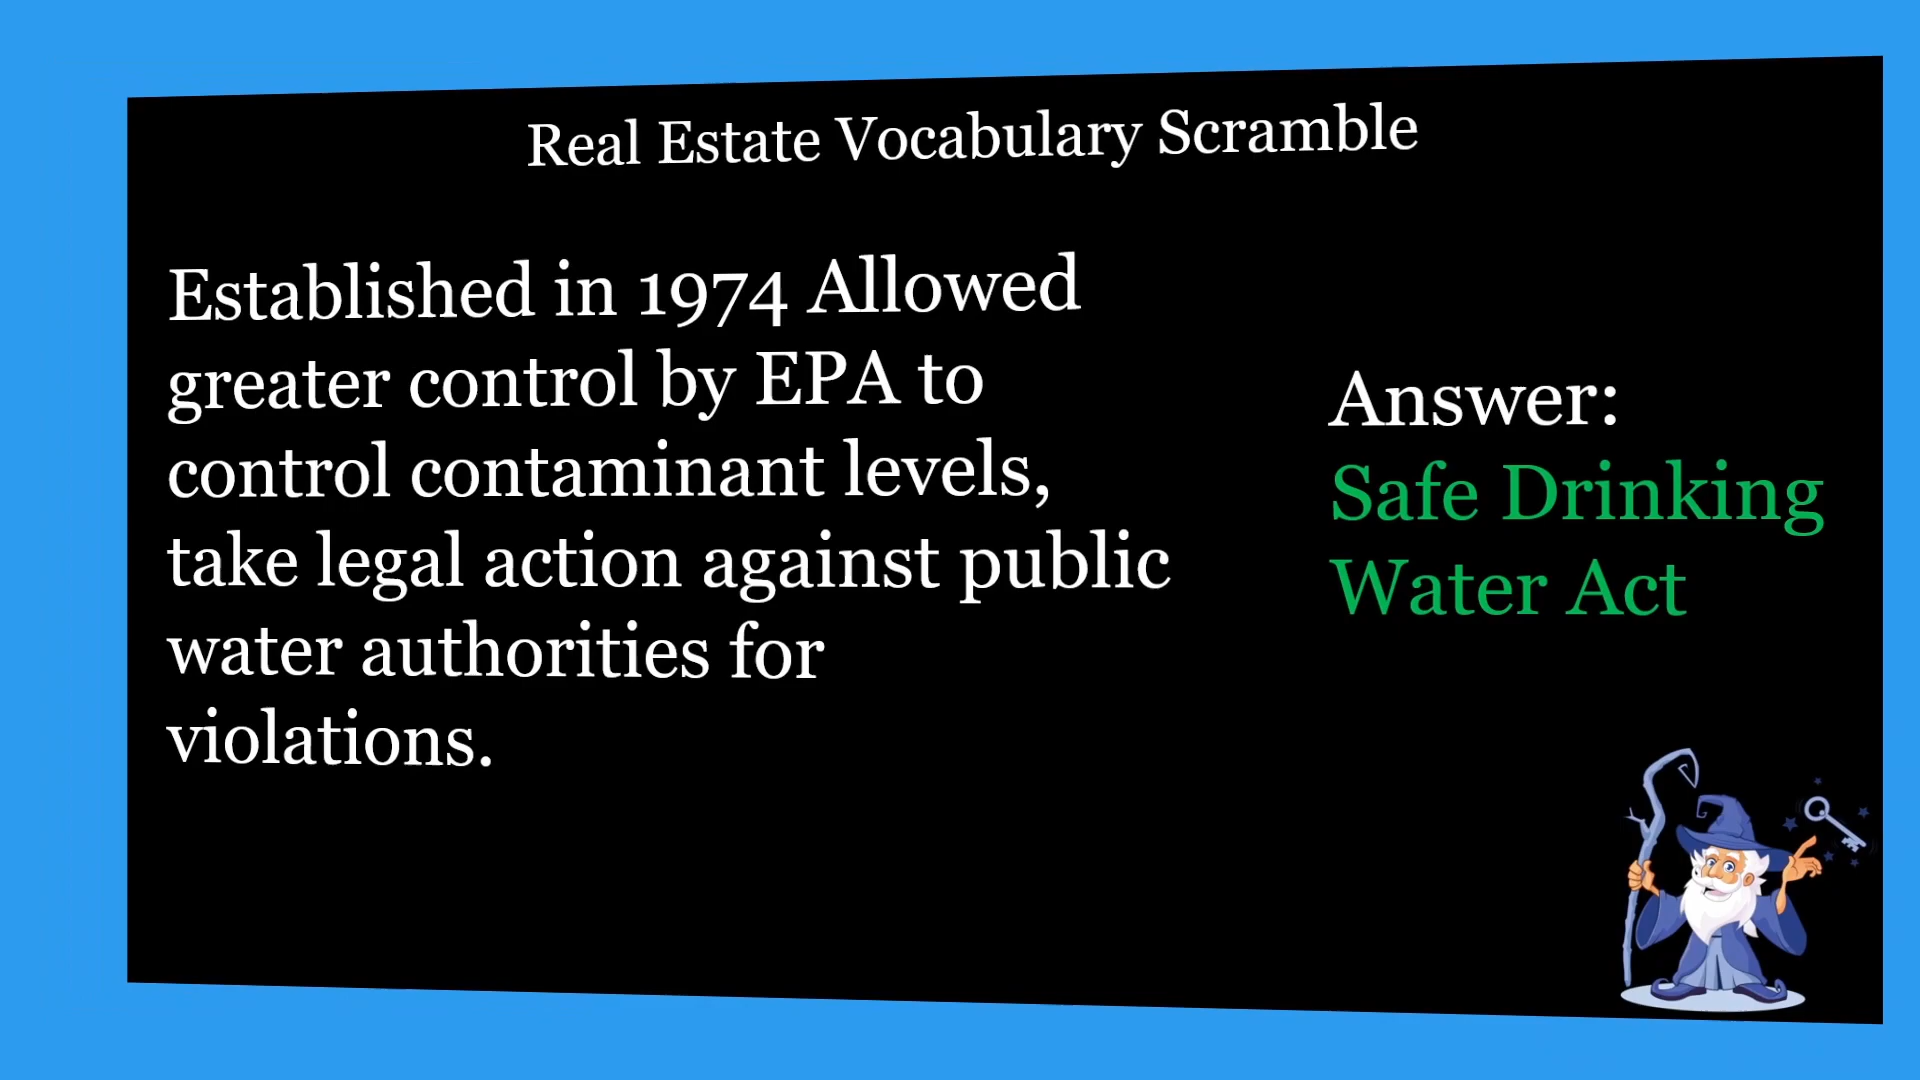 Real Estate Vocabulary Scramble
Established in 1974 Allowed
greater control by EPA to
control contaminant levels,
take legal action against public
water authorities for
violations.
Answer:
Safe Drinking
Water Act